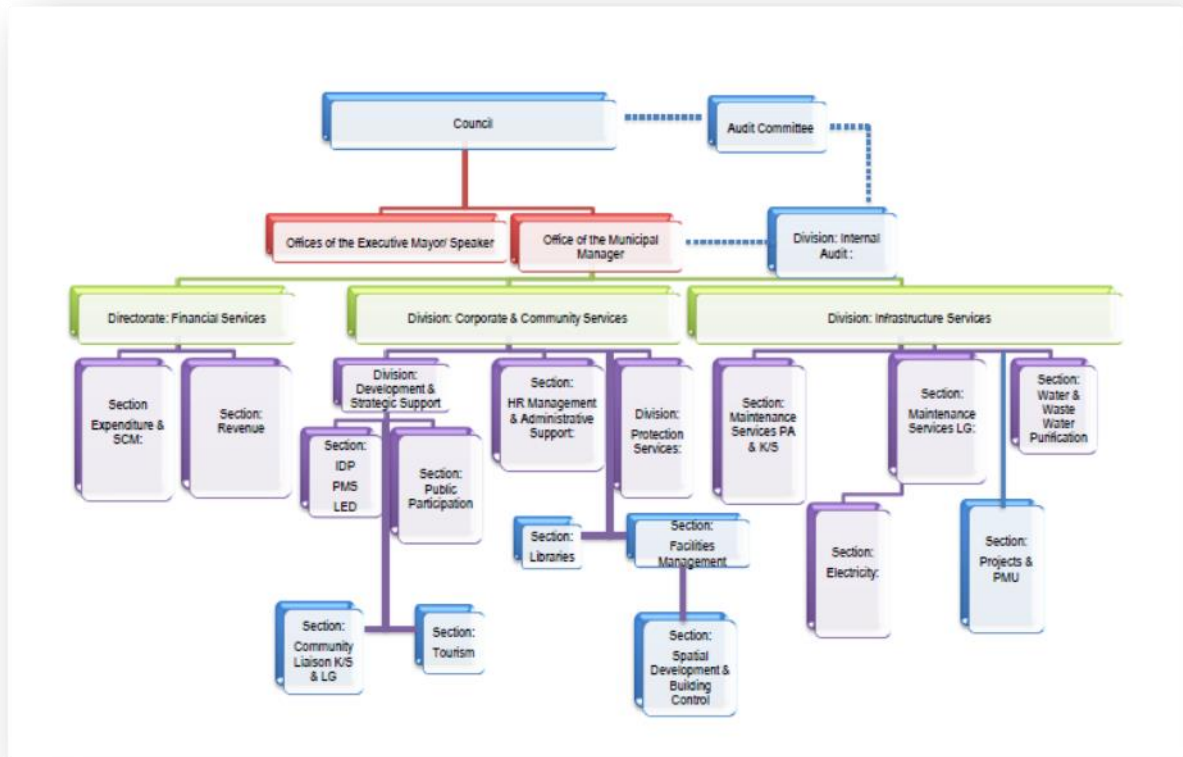 Council
Audit Committee
Offices of the Executive Mayor/ Speaker
Office of the Municipal
Manager
Division: Internal
Audit :
Directorate: Financial Services
Division: Corporate & Community Services
Division: Infrastructure Services
Section
Expenditure &
SCM:
Section:
Revenue
Division:
Development &
Strategic Support
Section:
HR Management
& Administrative
Support:
Division:
Protection
Services:
Section:
Maintenance
Services PA
& K/S
Section:
Maintenance
Services LG:
Section:
Water &
Waste
Water
Purification
Section:
IDP
PMS
LED
Section:
Public
Participation
Section:
Libraries
Section:
Facilities
Management
Section:
Electricity:
Section:
Projects &
PMU
Section:
Community
Liaison K/S
& LG
Section:
Tourism
Section:
Spatial
Development &
Building
Control